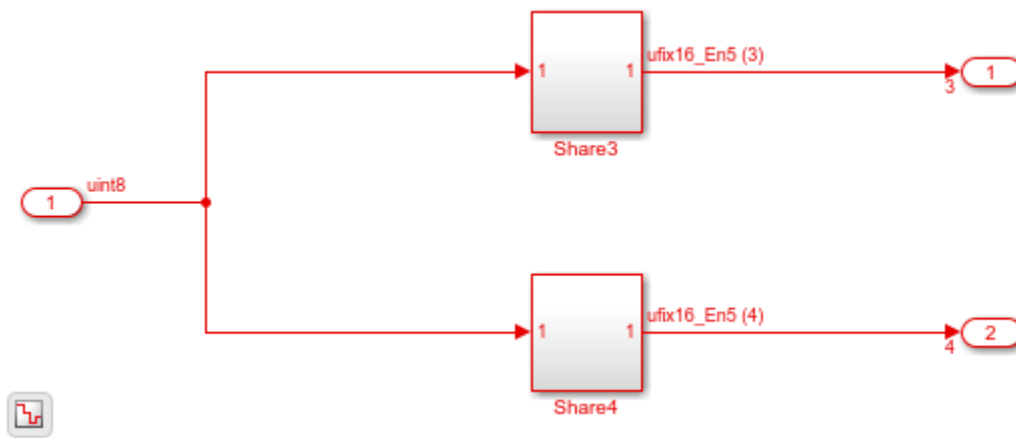 1
uint8
1
1
ufix16_En5 (3)
Share3
3
1
1
1
ufix16_En5 (4)
Share4
4
2